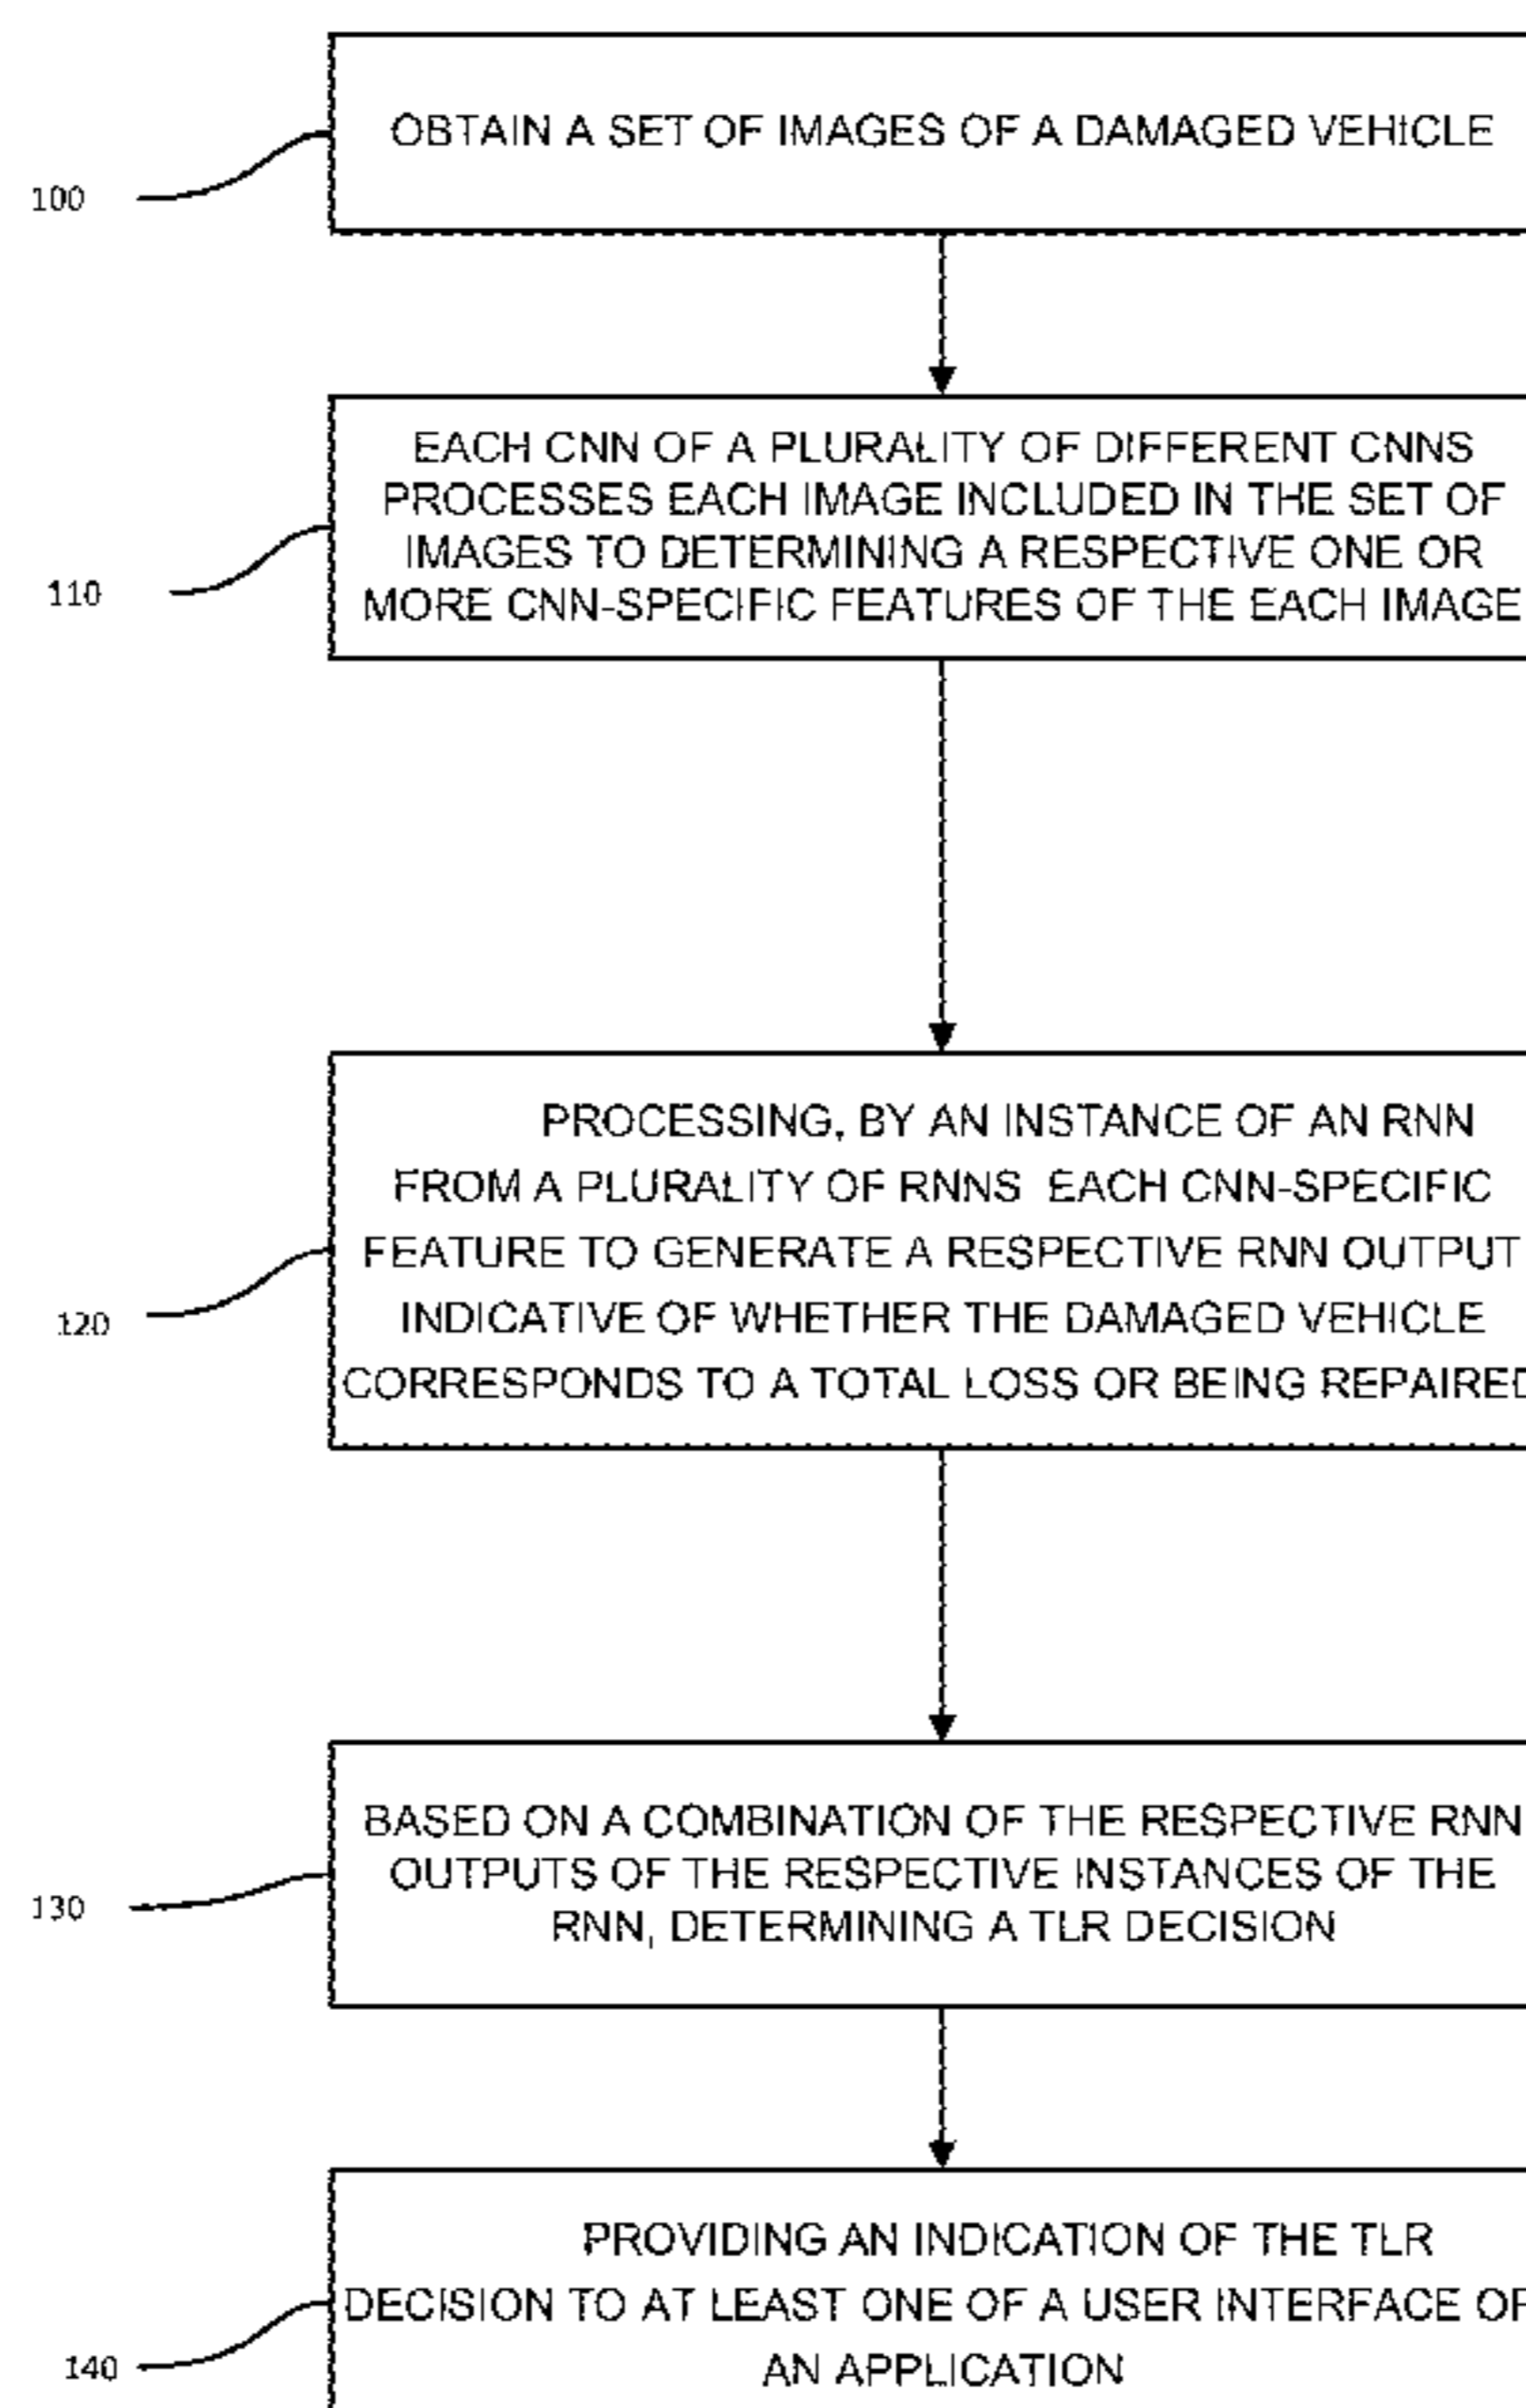 OBTAIN A SET OF IMAGES OF A DAMAGED VEHICLE
100
EACH CNN OF A PLURALITY OF DIFFERENT CNNS
PROCESSES EACH IMAGE INCLUDED IN THE SET OF
IMAGES TO DETERMINING A RESPECTIVE ONE OR
MORE CNN-SPECIFIC FEATURES OF THE EACH IMAGE
110
PROCESSING, BY AN INSTANCE OF AN RNN
FROM A PLURALITY OF RNNS EACH CNN-SPECIFIC
FEATURE TO GENERATE A RESPECTIVE RNN OUTPUT
INDICATIVE OF WHETHER THE DAMAGED VEHICLE
CORRESPONDS TO A TOTAL LOSS OR BEING REPAIRED
120
BASED ON A COMBINATION OF THE RESPECTIVE RNN
OUTPUTS OF THE RESPECTIVE INSTANCES OF THE
RNN, DETERMINING A TLR DECISION
130
PROVIDING AN INDICATION OF THE TLR
DECISION TO AT LEAST ONE OF A USER INTERFACE OR
AN APPLICATION
140